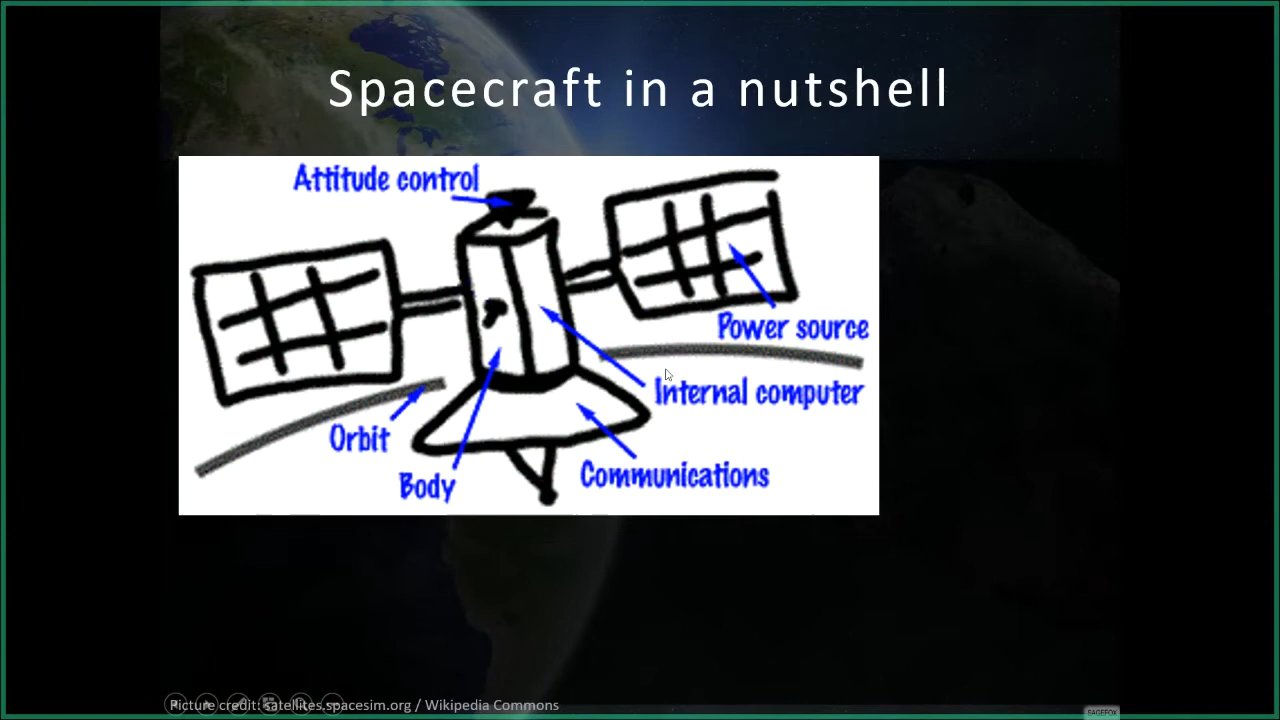 Spacecraft in a nutshell
Attitude control
Power source
Internal computer
Orbit
Communications
Body
Picture credit: satellites.spacesim.org / Wikipedia Commons
SAGEFOX